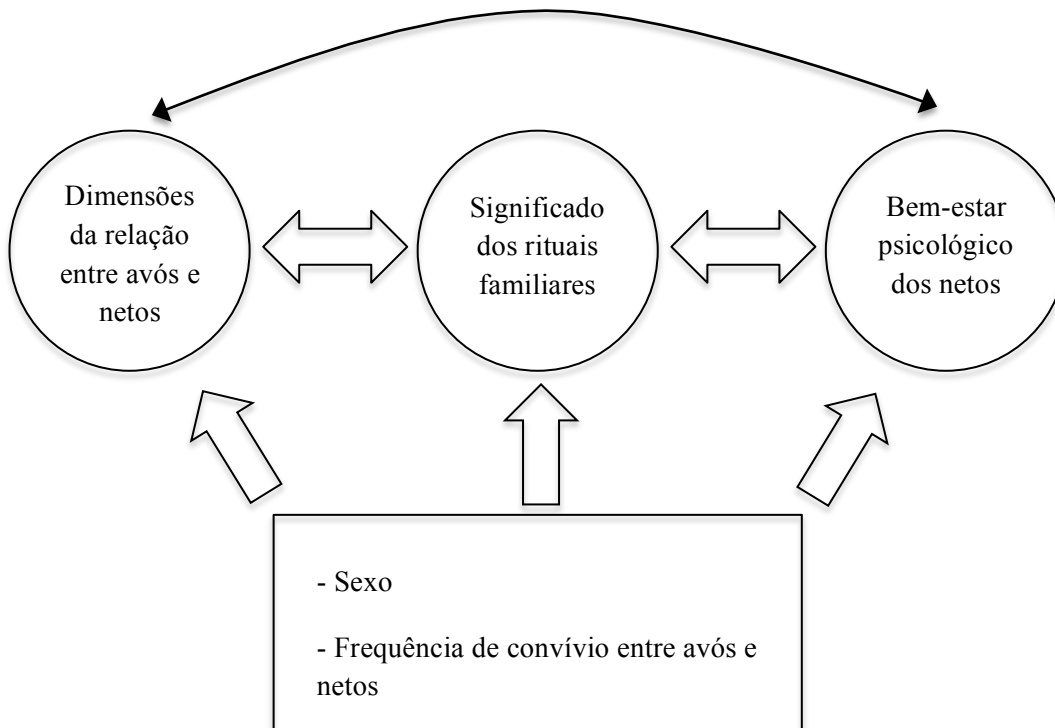 Dimensões
da relação
entre avós e
netos
Significado
dos rituais
familiares
Bem-estar
psicológico
dos netos
- Sexo
- Frequência de convívio entre avós e
netos